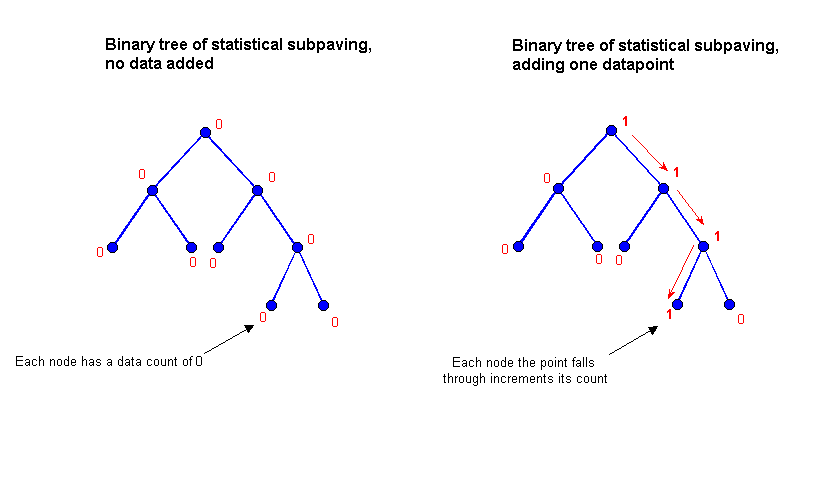 Binary tree of statistical subpaving,
no data added
0
0
0
0
0
0
0
0
0
Each node has a data count of 0
Binary tree of statistical subpaving,
adding one datapoint
1
0
1
0
0
0
1
1
0
Each node the point falls
through increments its count